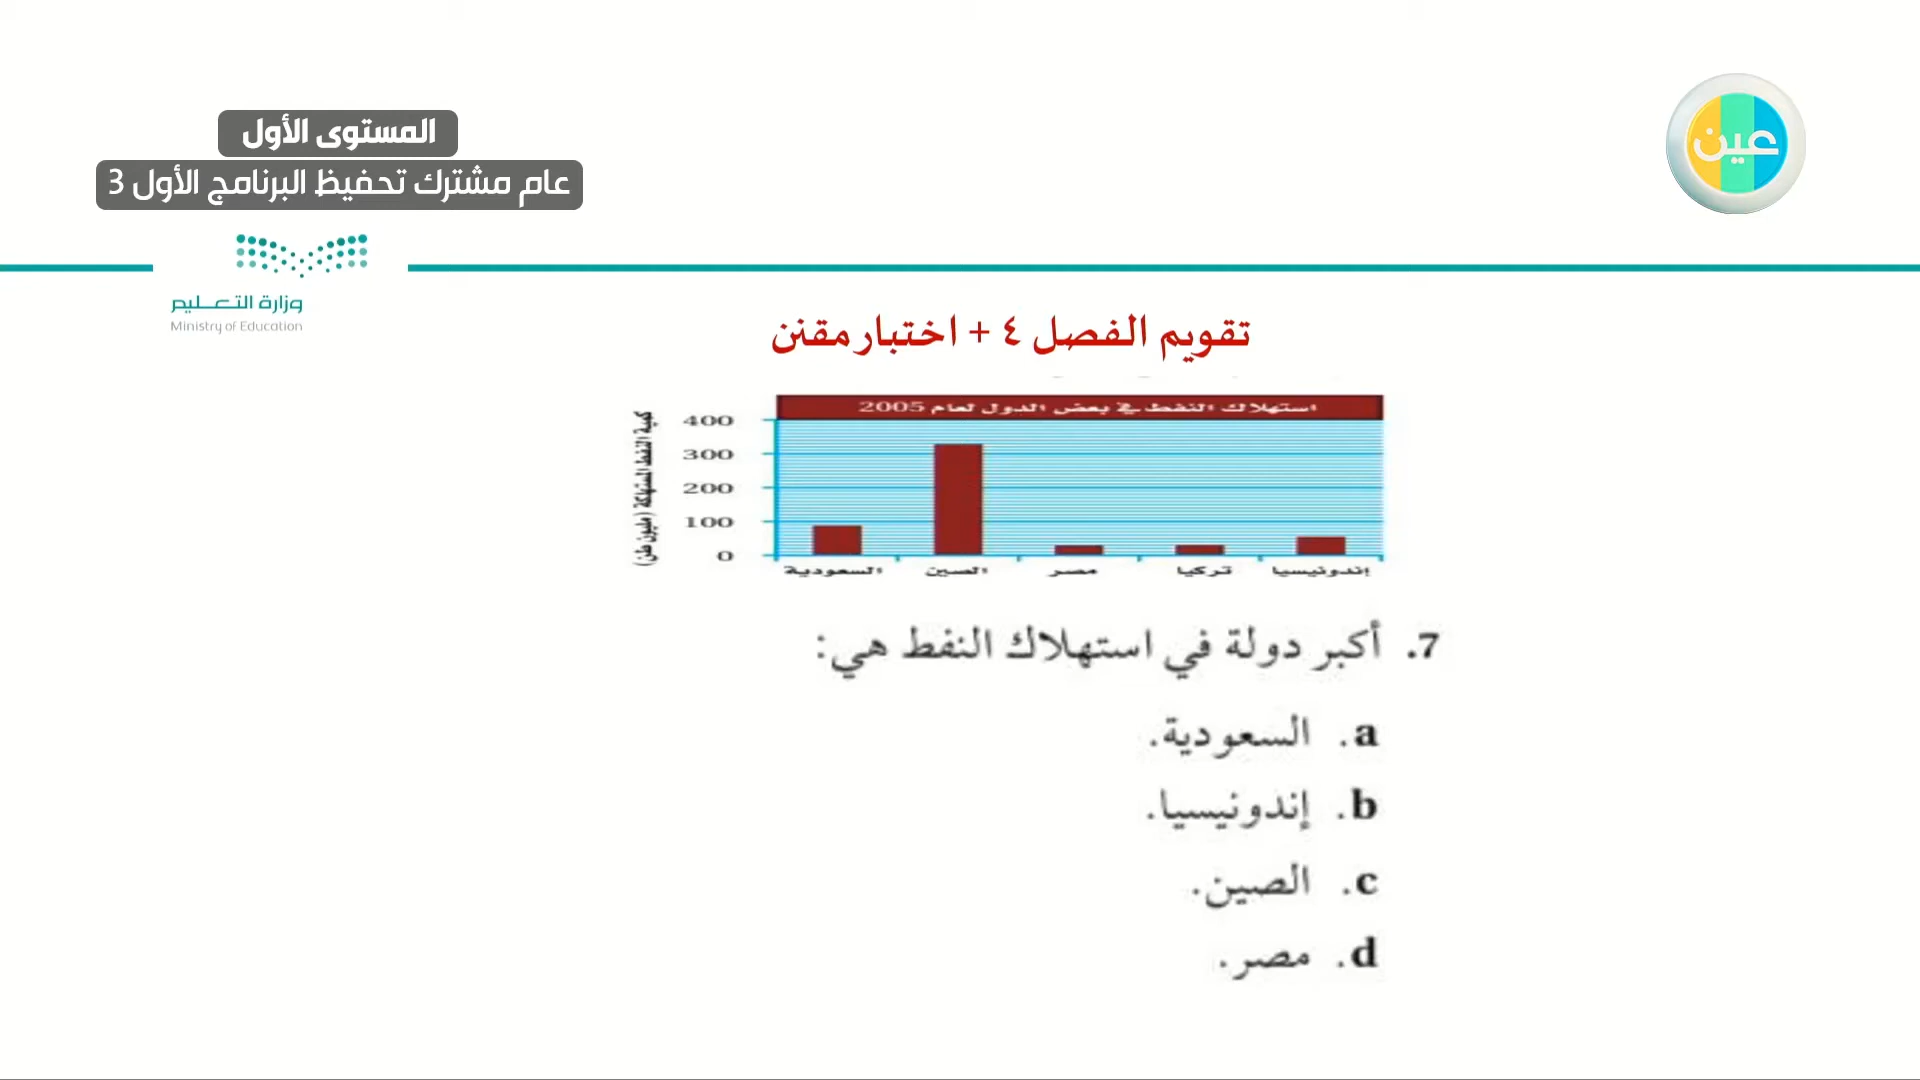 المستوى الأول
عام مشترك تحفيظ البرنامج الأول 3
عين
وزارة التعليم
Ministry of Education
تقويم الفصل ٤ + اختبار مقنن
استهلاك النفط في بعض الدول لعام 2005
كمية النفط المستهلكة (مليون طن)
400
300
200
100
0
السعودية الصين مصر تركيا إندونيسيا
7. أكبر دولة في استهلاك النفط هي:
a. السعودية.
b. إندونيسيا.
c. الصين.
d. مصر.